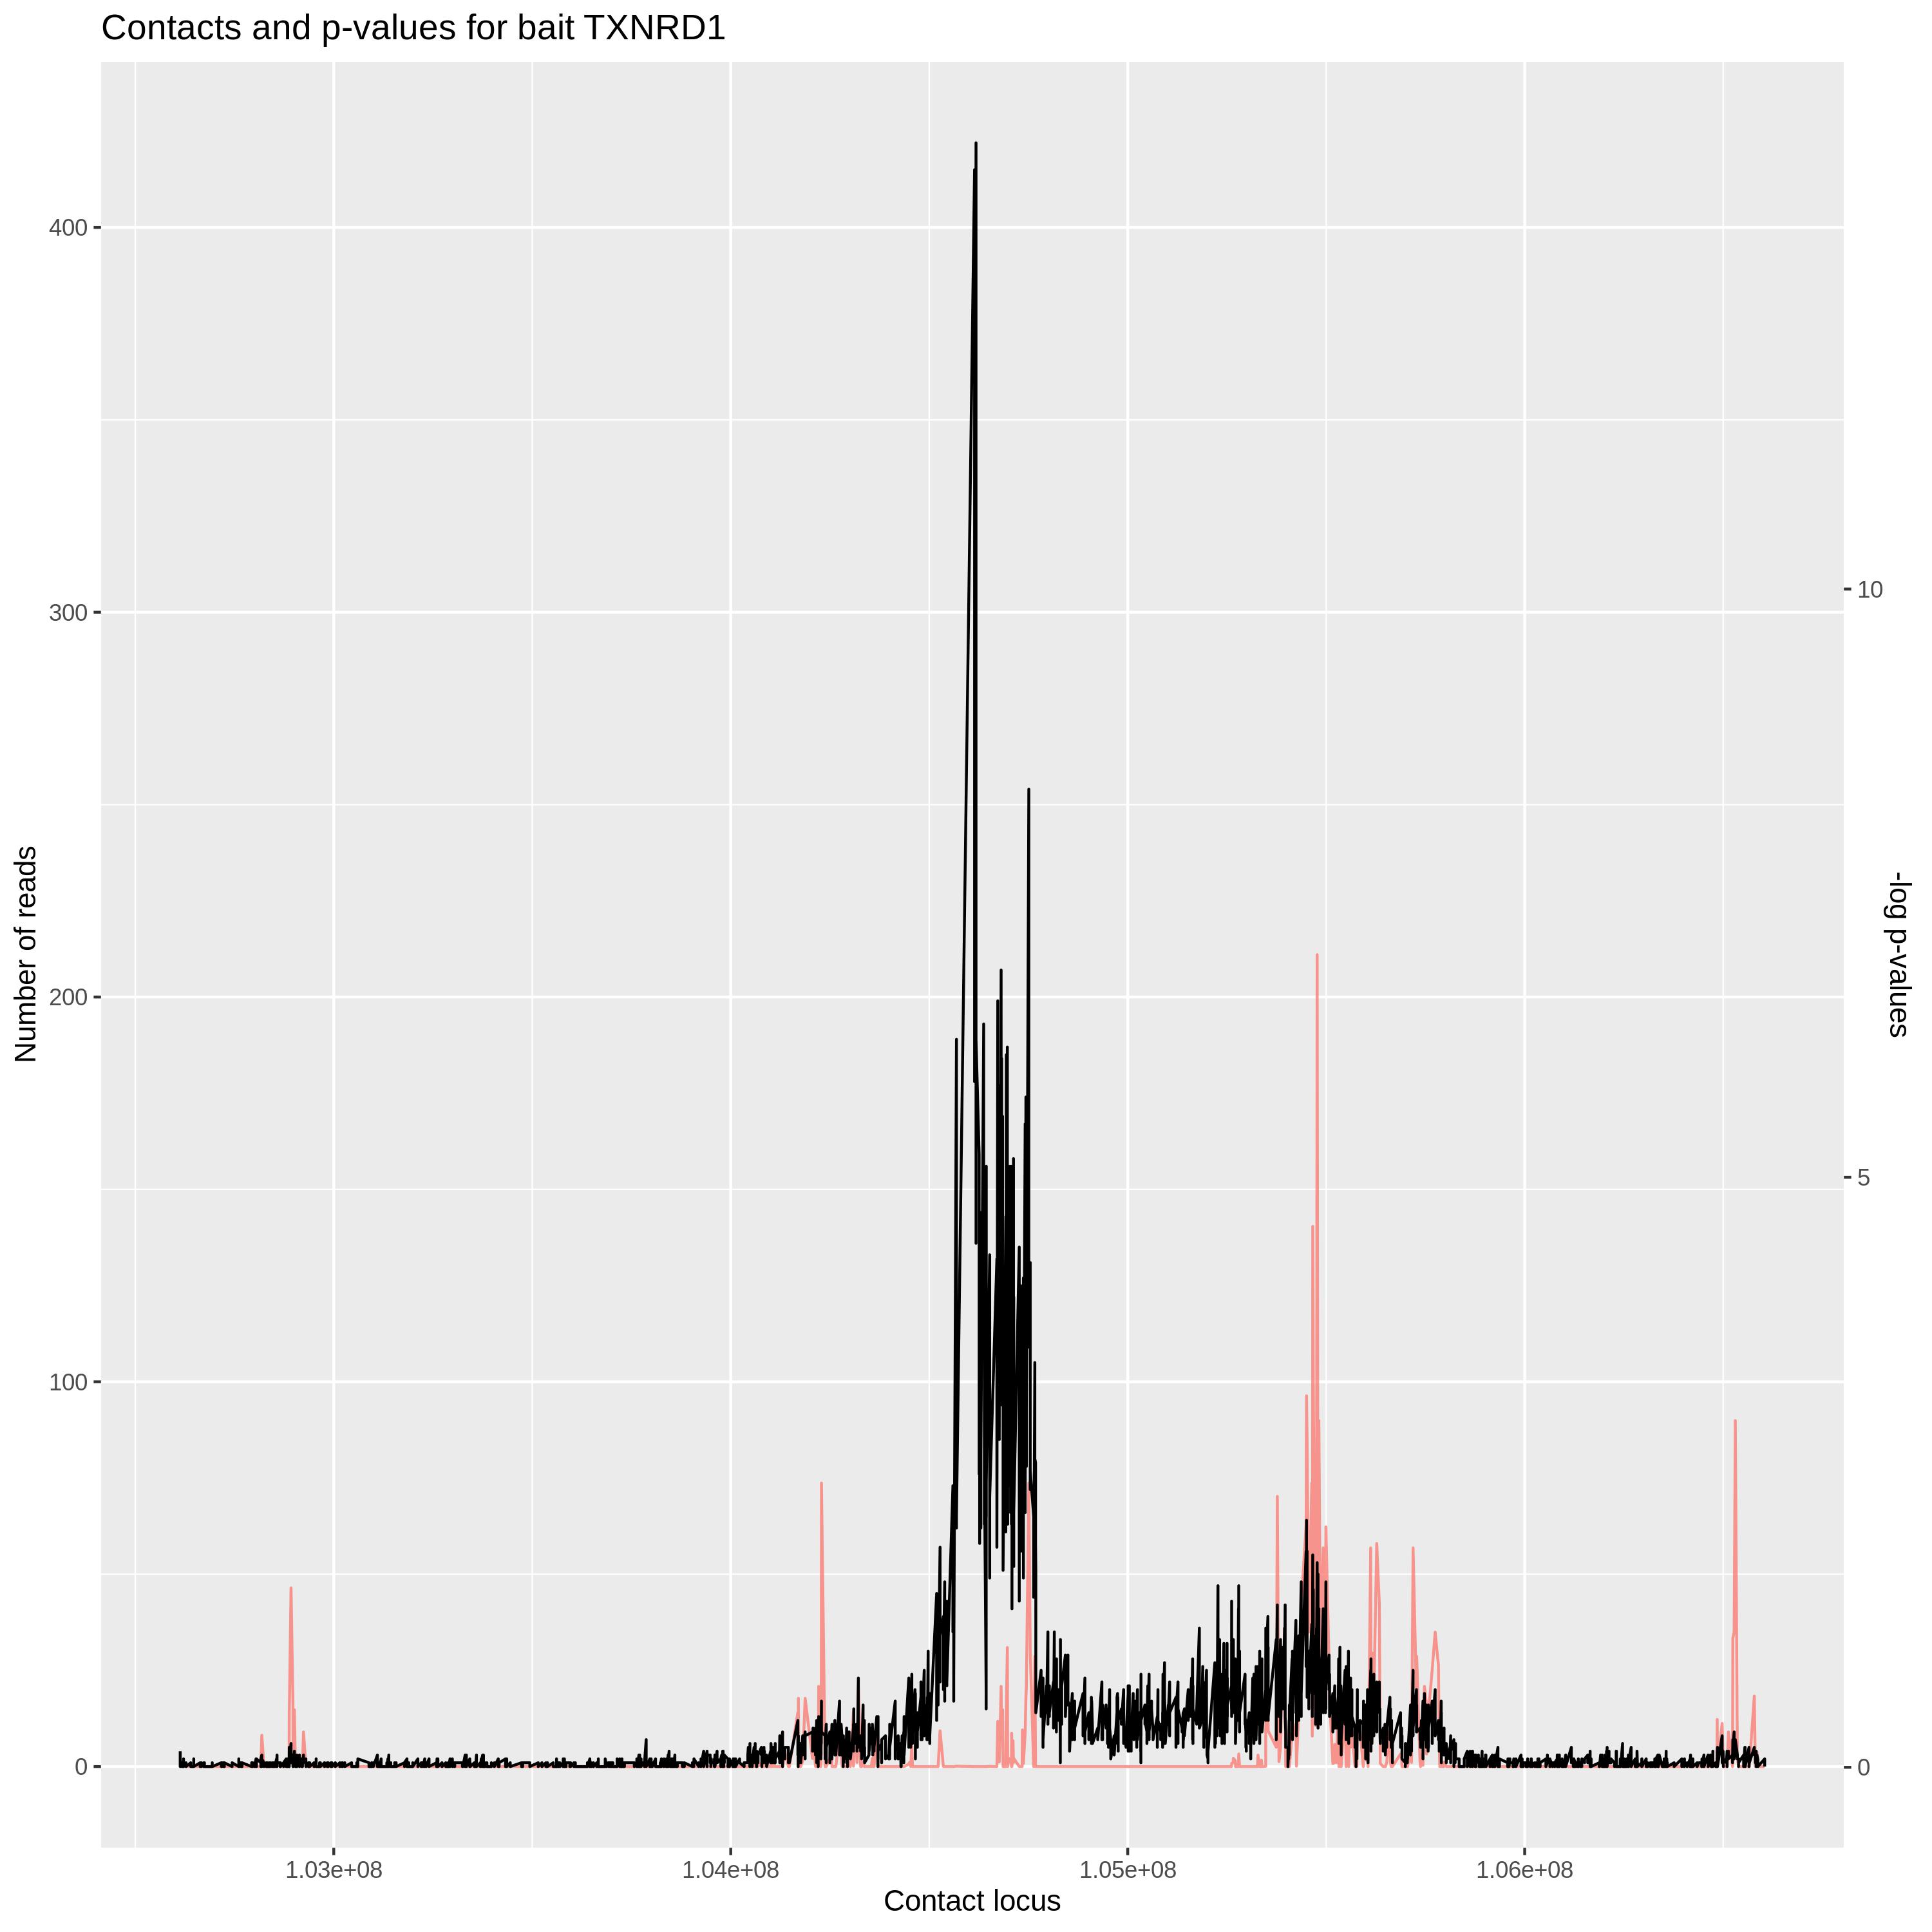 Contacts and p-values for bait TXNRD1
400
300
200
100
0
Number of reads
10
5
0
-log p-values
1.03e+08
1.04e+08
1.05e+08
1.06e+08
Contact locus